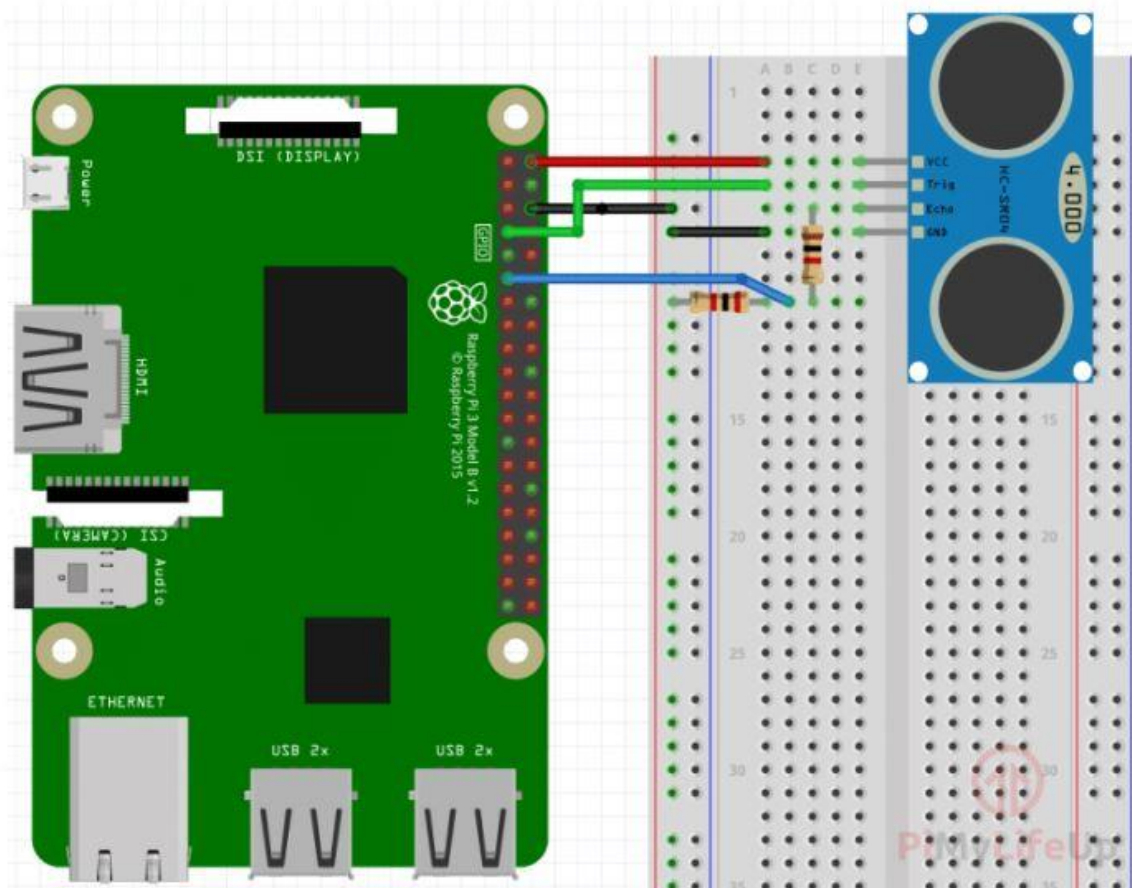 DSI (DISPLAY)
Power
GPIO
HDMI
Raspberry Pi 3 Model B v1.2
© Raspberry Pi 2015
CSI (CAMERA)
Audio
ETHERNET
USB 2x
USB 2x
A B C D E
1
15
15
20
20
25
25
30
30
35
VCC
Trig
Echo
GND
HC-SR04
4.000
PiMyLifeUp